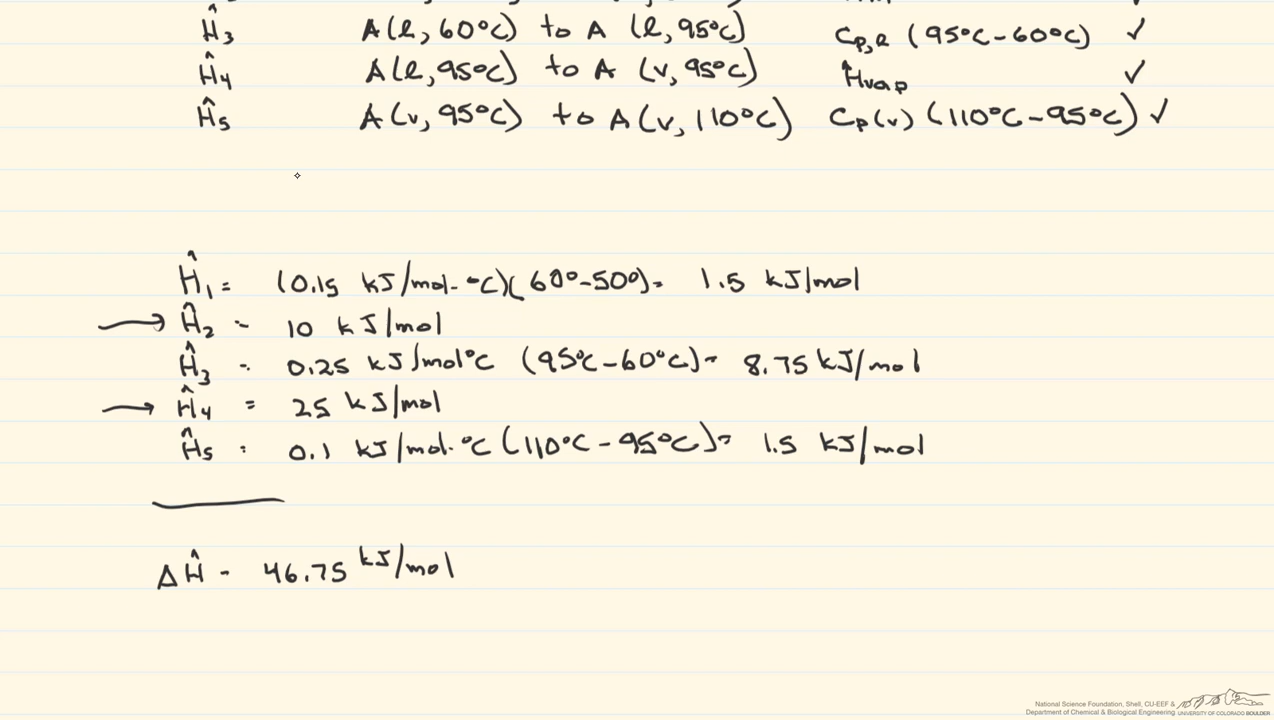 Ĥ3 A(l, 60°C) to A (l, 95°C) Cp,l (95°C-60°C) ✓
Ĥ4 A(l, 95°C) to A (v, 95°C) Ĥvap ✓
Ĥ5 A(v, 95°C) to A(v, 110°C) Cp(v) (110°C-95°C) ✓
Ĥ1 = (0.15 kJ/mol-°C)(60°-50°) = 1.5 kJ/mol
→ Ĥ2 = 10 kJ/mol
Ĥ3 = 0.25 kJ/mol°C (95°C-60°C) = 8.75 kJ/mol
→ Ĥ4 = 25 kJ/mol
Ĥ5 = 0.1 kJ/mol·°C (110°C-95°C) = 1.5 kJ/mol
ΔĤ = 46.75 kJ/mol
National Science Foundation, Shell, CU-EEF &
Department of Chemical & Biological Engineering UNIVERSITY OF COLORADO BOULDER